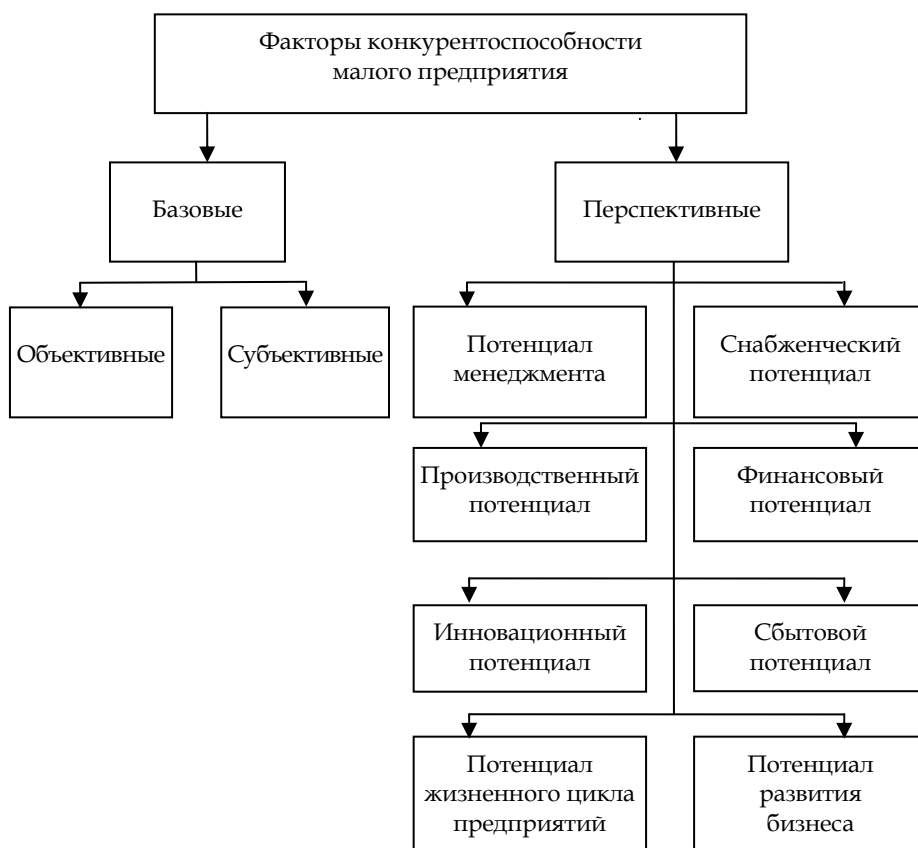 Факторы конкурентоспособности
малого предприятия
Базовые
Перспективные
Объективные
Субъективные
Потенциал
менеджмента
Снабженческий
потенциал
Производственный
потенциал
Финансовый
потенциал
Инновационный
потенциал
Сбытовой
потенциал
Потенциал
жизненного цикла
предприятий
Потенциал
развития
бизнеса